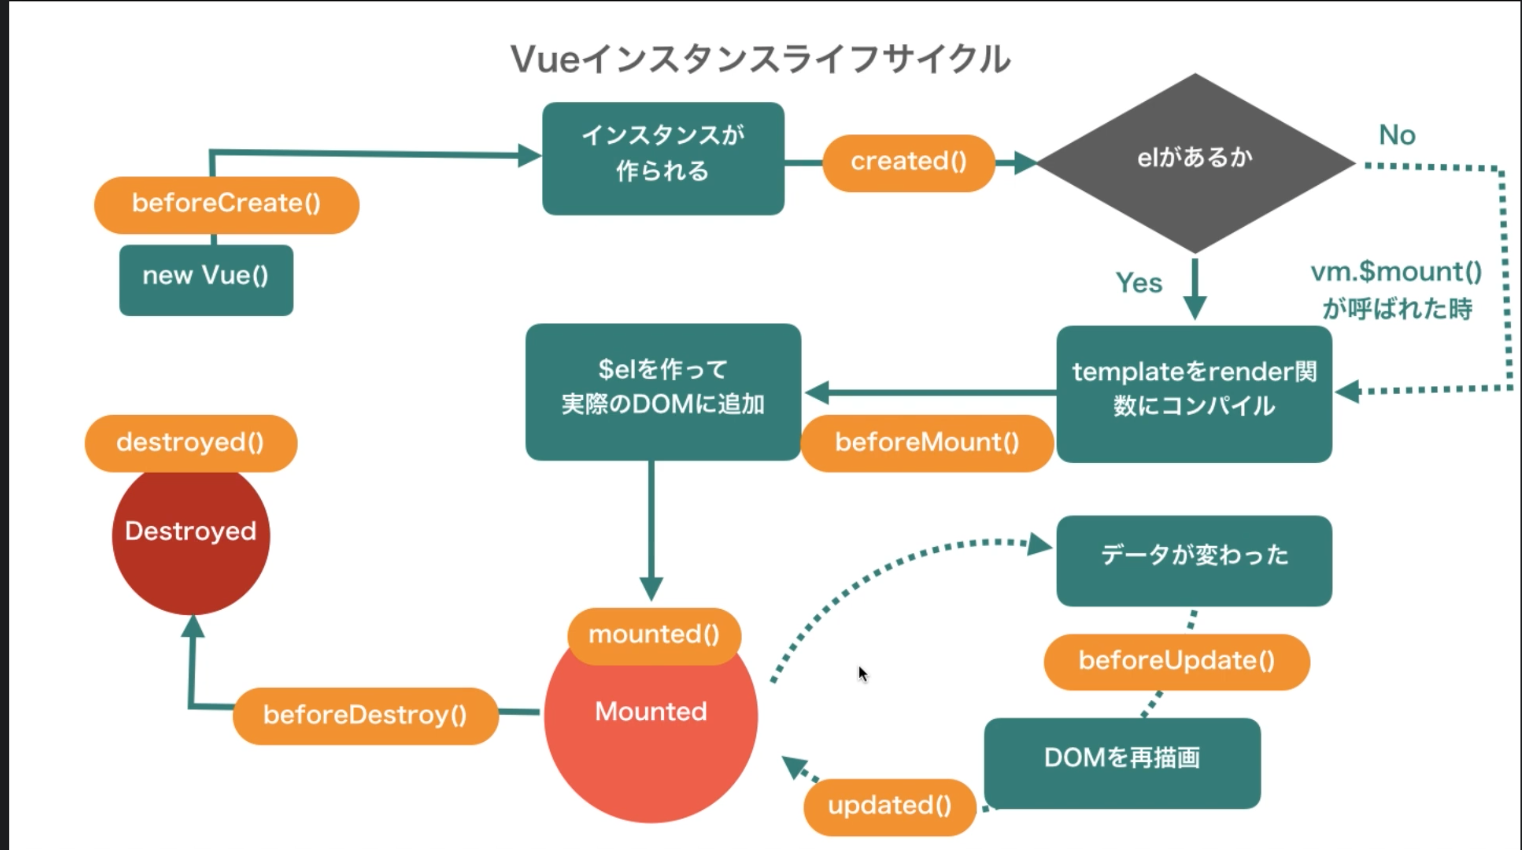 Vueインスタンスライフサイクル
インスタンスが
作られる
created()
elがあるか
No
beforeCreate()
new Vue()
Yes
vm.$mount()
が呼ばれた時
$elを作って
実際のDOMに追加
templateをrender関
数にコンパイル
beforeMount()
destroyed()
Destroyed
データが変わった
mounted()
Mounted
beforeUpdate()
beforeDestroy()
DOMを再描画
updated()